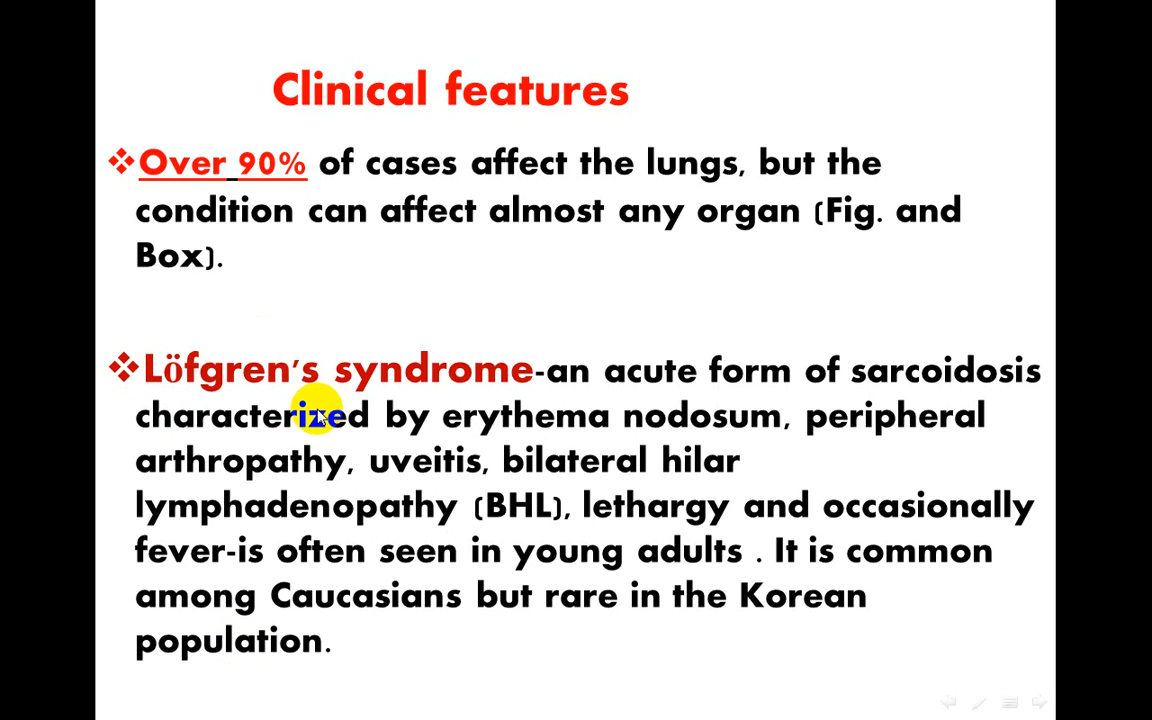 Clinical features
❖Over 90% of cases affect the lungs, but the
condition can affect almost any organ (Fig. and
Box).
❖Löfgren's syndrome-an acute form of sarcoidosis
characterized by erythema nodosum, peripheral
arthropathy, uveitis, bilateral hilar
lymphadenopathy (BHL), lethargy and occasionally
fever-is often seen in young adults . It is common
among Caucasians but rare in the Korean
population.